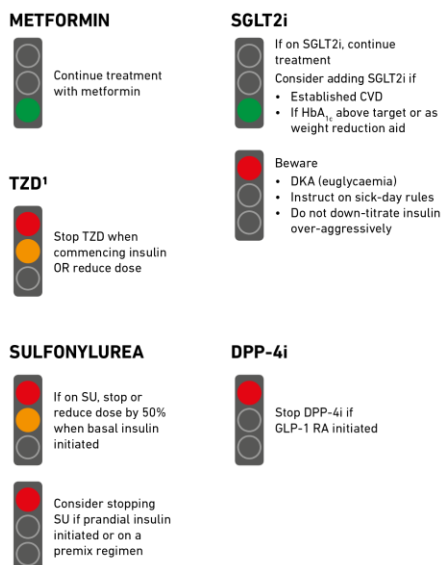 METFORMIN
Continue treatment
with metformin
TZD¹
Stop TZD when
commencing insulin
OR reduce dose
SULFONYLUREA
If on SU, stop or
reduce dose by 50%
when basal insulin
initiated
Consider stopping
SU if prandial insulin
initiated or on a
premix regimen
SGLT2i
If on SGLT2i, continue
treatment
Consider adding SGLT2i if
• Established CVD
• If HbA₁c above target or as
weight reduction aid
Beware
• DKA (euglycaemia)
• Instruct on sick-day rules
• Do not down-titrate insulin
over-aggressively
DPP-4i
Stop DPP-4i if
GLP-1 RA initiated